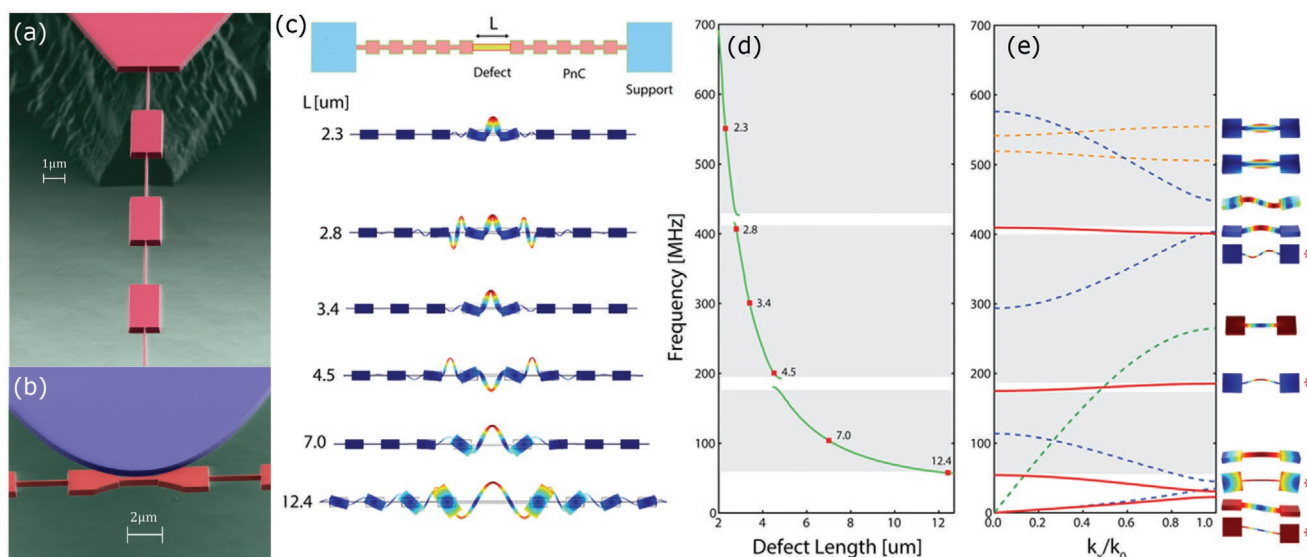 (a)
1μm
(b)
2μm
(c)
L
Defect
PnC
Support
L [um]
2.3
2.8
3.4
4.5
7.0
12.4
(d)
700
600
500
400
300
200
100
0
Frequency [MHz]
2.3
2.8
3.4
4.5
7.0
12.4
2 4 6 8 10 12
Defect Length [um]
(e)
700
600
500
400
300
200
100
0
0.0 0.2 0.4 0.6 0.8 1.0
kₓ/k₀
*
*
*
*